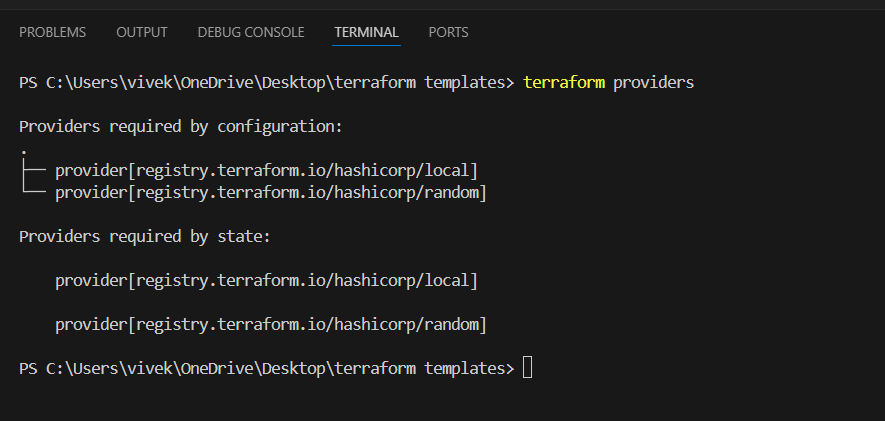 PROBLEMS OUTPUT DEBUG CONSOLE TERMINAL PORTS
PS C:\Users\vivek\OneDrive\Desktop\terraform templates> terraform providers
Providers required by configuration:
.
├── provider[registry.terraform.io/hashicorp/local]
└── provider[registry.terraform.io/hashicorp/random]
Providers required by state:
provider[registry.terraform.io/hashicorp/local]
provider[registry.terraform.io/hashicorp/random]
PS C:\Users\vivek\OneDrive\Desktop\terraform templates>